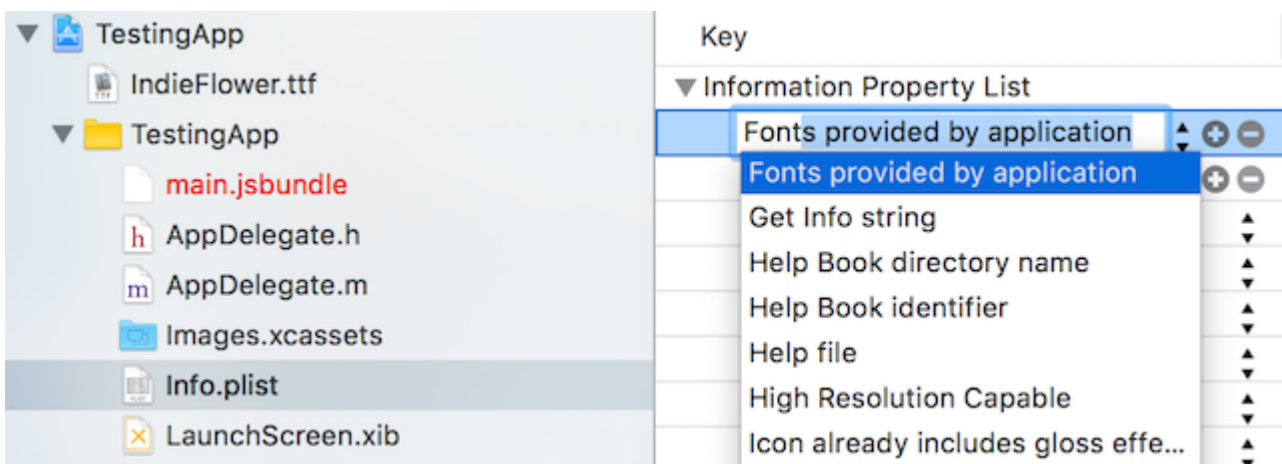 TestingApp
IndieFlower.ttf
TestingApp
main.jsbundle
h AppDelegate.h
m AppDelegate.m
Images.xcassets
Info.plist
LaunchScreen.xib
Key
Information Property List
Fonts provided by application
Fonts provided by application
Get Info string
Help Book directory name
Help Book identifier
Help file
High Resolution Capable
Icon already includes gloss effe...